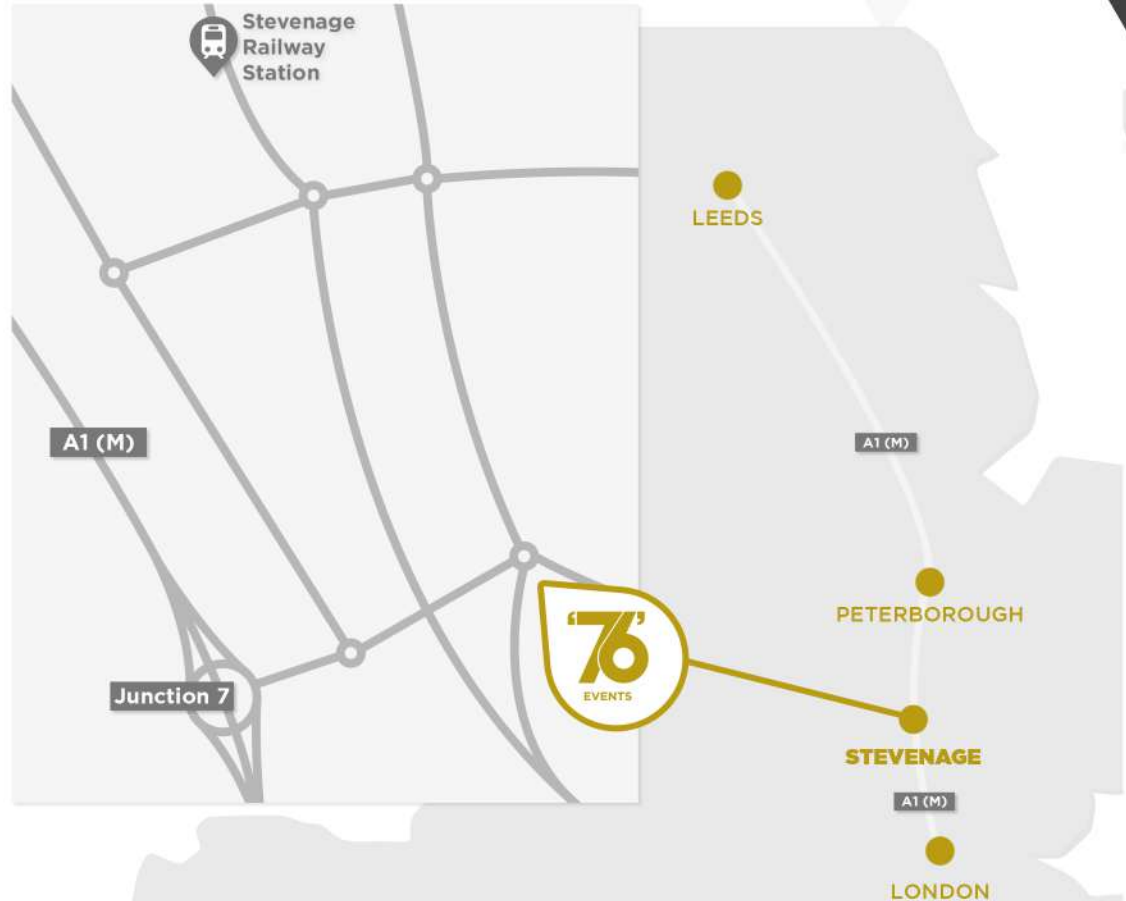 Stevenage
Railway
Station
LEEDS
A1 (M)
A1 (M)
PETERBOROUGH
'76'
EVENTS
Junction 7
STEVENAGE
A1 (M)
LONDON